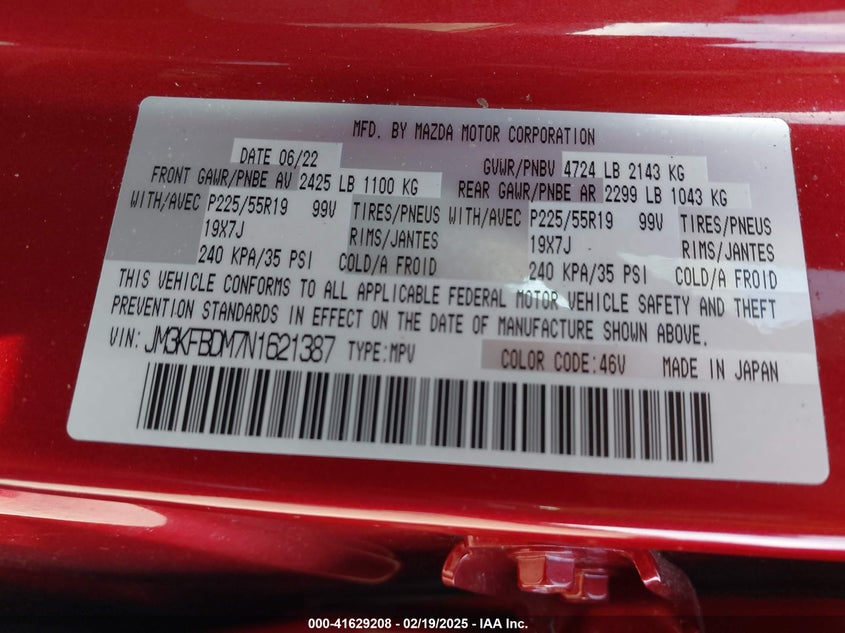 MFD. BY MAZDA MOTOR CORPORATION
DATE 06/22 GVWR/PNBV 4724 LB 2143 KG
FRONT GAWR/PNBE AV 2425 LB 1100 KG REAR GAWR/PNBE AR 2299 LB 1043 KG
WITH/AVEC P225/55R19 99V TIRES/PNEUS WITH/AVEC P225/55R19 99V TIRES/PNEUS
19X7J RIMS/JANTES 19X7J RIMS/JANTES
240 KPA/35 PSI COLD/A FROID 240 KPA/35 PSI COLD/A FROID
THIS VEHICLE CONFORMS TO ALL APPLICABLE FEDERAL MOTOR VEHICLE SAFETY AND THEFT
PREVENTION STANDARDS IN EFFECT ON THE DATE OF MANUFACTURE SHOWN ABOVE.
VIN: JM3KFBDM7N1621387 TYPE:MPV COLOR CODE:46V MADE IN JAPAN
000-41629208 - 02/19/2025 - IAA Inc.